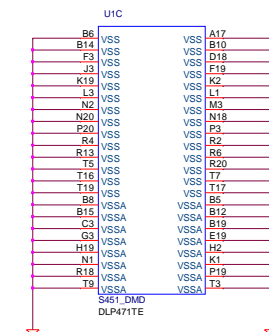 U1C
B6 VSS VSS A17
B14 VSS VSS B10
F3 VSS VSS D18
J3 VSS VSS F19
K19 VSS VSS K2
L3 VSS VSS L1
N2 VSS VSS M3
N20 VSS VSS N18
P20 VSS VSS P3
R4 VSS VSS R2
R13 VSS VSS R6
T5 VSS VSS R20
T16 VSS VSS T7
T19 VSS VSS T17
B8 VSSA VSSA B5
B15 VSSA VSSA B12
C3 VSSA VSSA B19
G3 VSSA VSSA E19
H19 VSSA VSSA H2
N1 VSSA VSSA K1
R18 VSSA VSSA P19
T9 VSSA VSSA T3
S451_DMD
DLP471TE